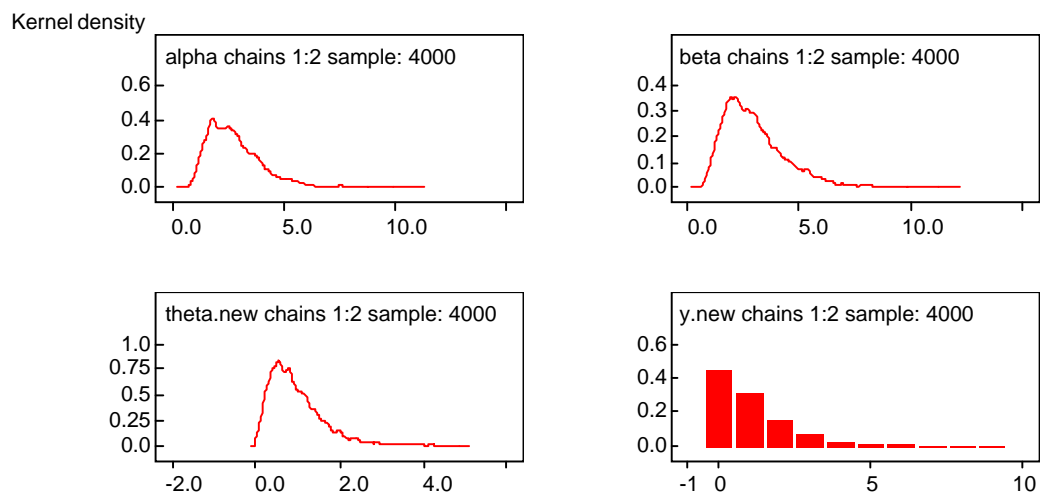 Kernel density
alpha chains 1:2 sample: 4000
0.6
0.4
0.2
0.0
0.0 5.0 10.0
beta chains 1:2 sample: 4000
0.4
0.3
0.2
0.1
0.0
0.0 5.0 10.0
theta.new chains 1:2 sample: 4000
1.0
0.75
0.5
0.25
0.0
-2.0 0.0 2.0 4.0
y.new chains 1:2 sample: 4000
0.6
0.4
0.2
0.0
-1 0 5 10